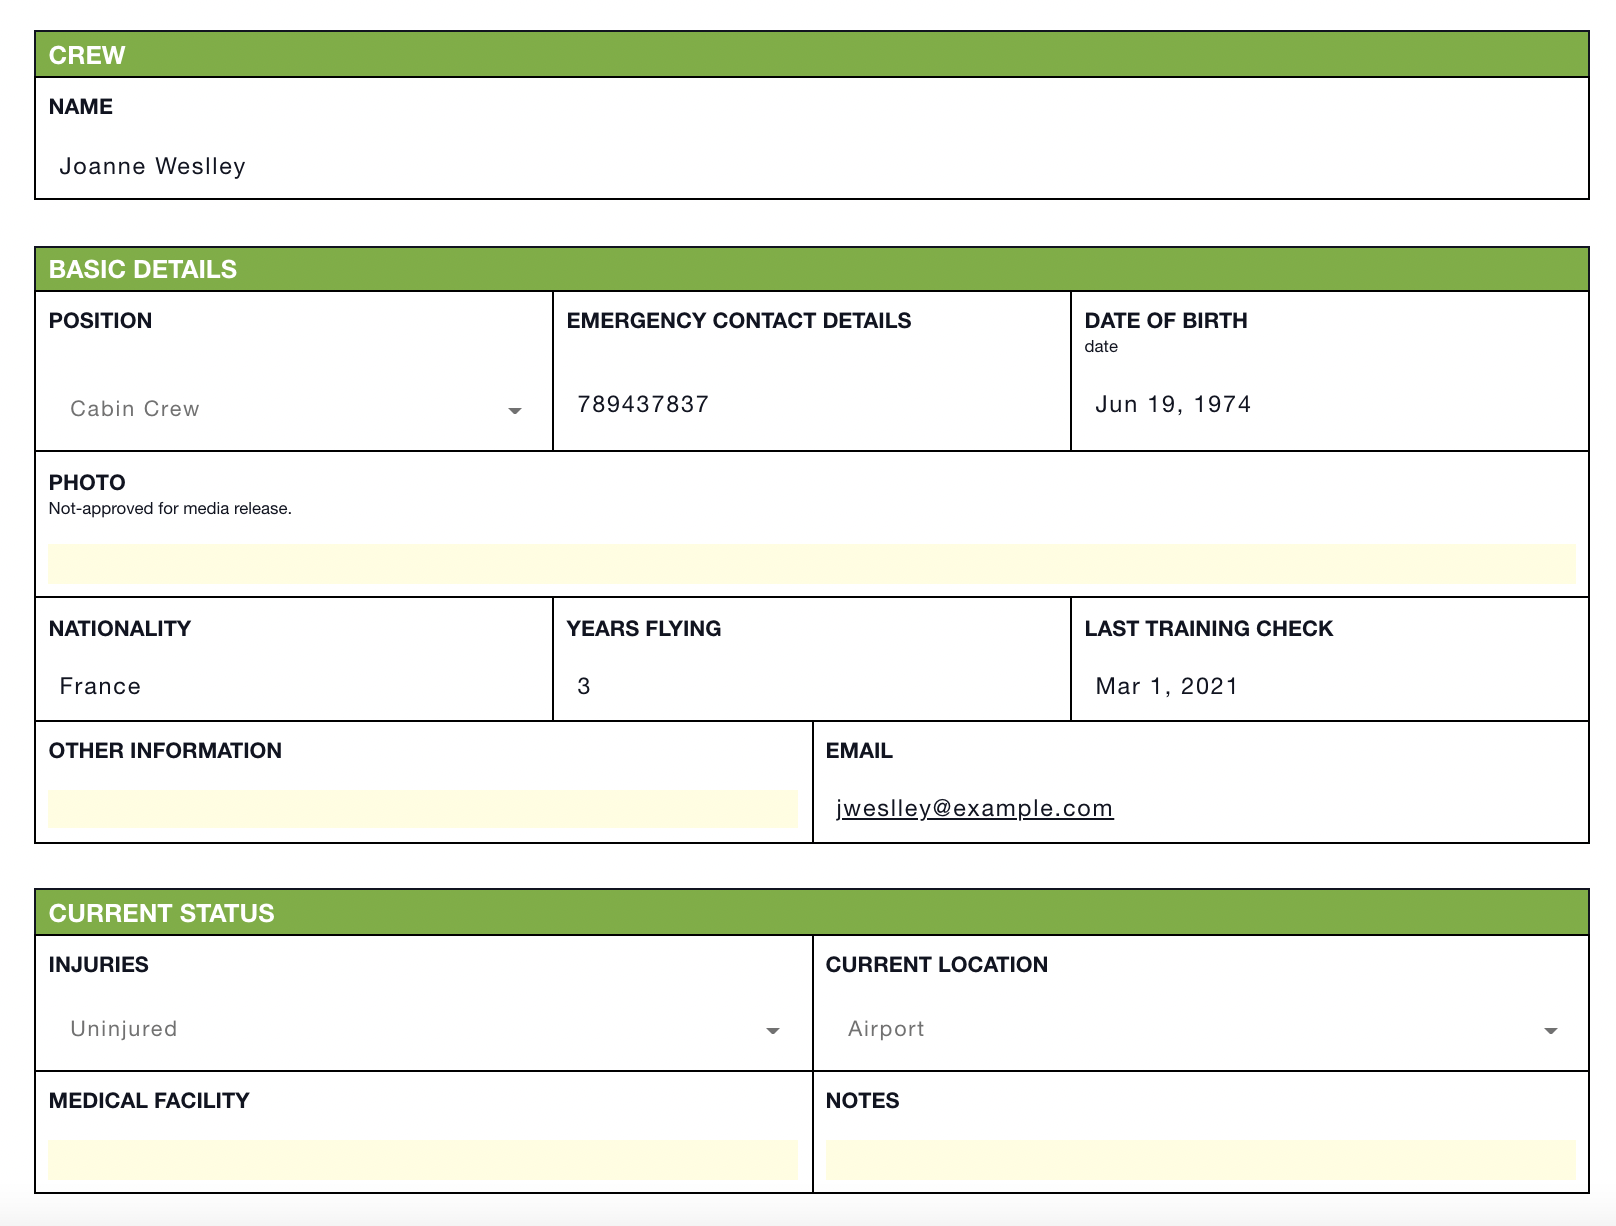 CREW
NAME
Joanne Weslley
BASIC DETAILS
POSITION
Cabin Crew
EMERGENCY CONTACT DETAILS
789437837
DATE OF BIRTH
date
Jun 19, 1974
PHOTO
Not-approved for media release.
NATIONALITY
France
YEARS FLYING
3
LAST TRAINING CHECK
Mar 1, 2021
OTHER INFORMATION
EMAIL
jweslley@example.com
CURRENT STATUS
INJURIES
Uninjured
CURRENT LOCATION
Airport
MEDICAL FACILITY
NOTES